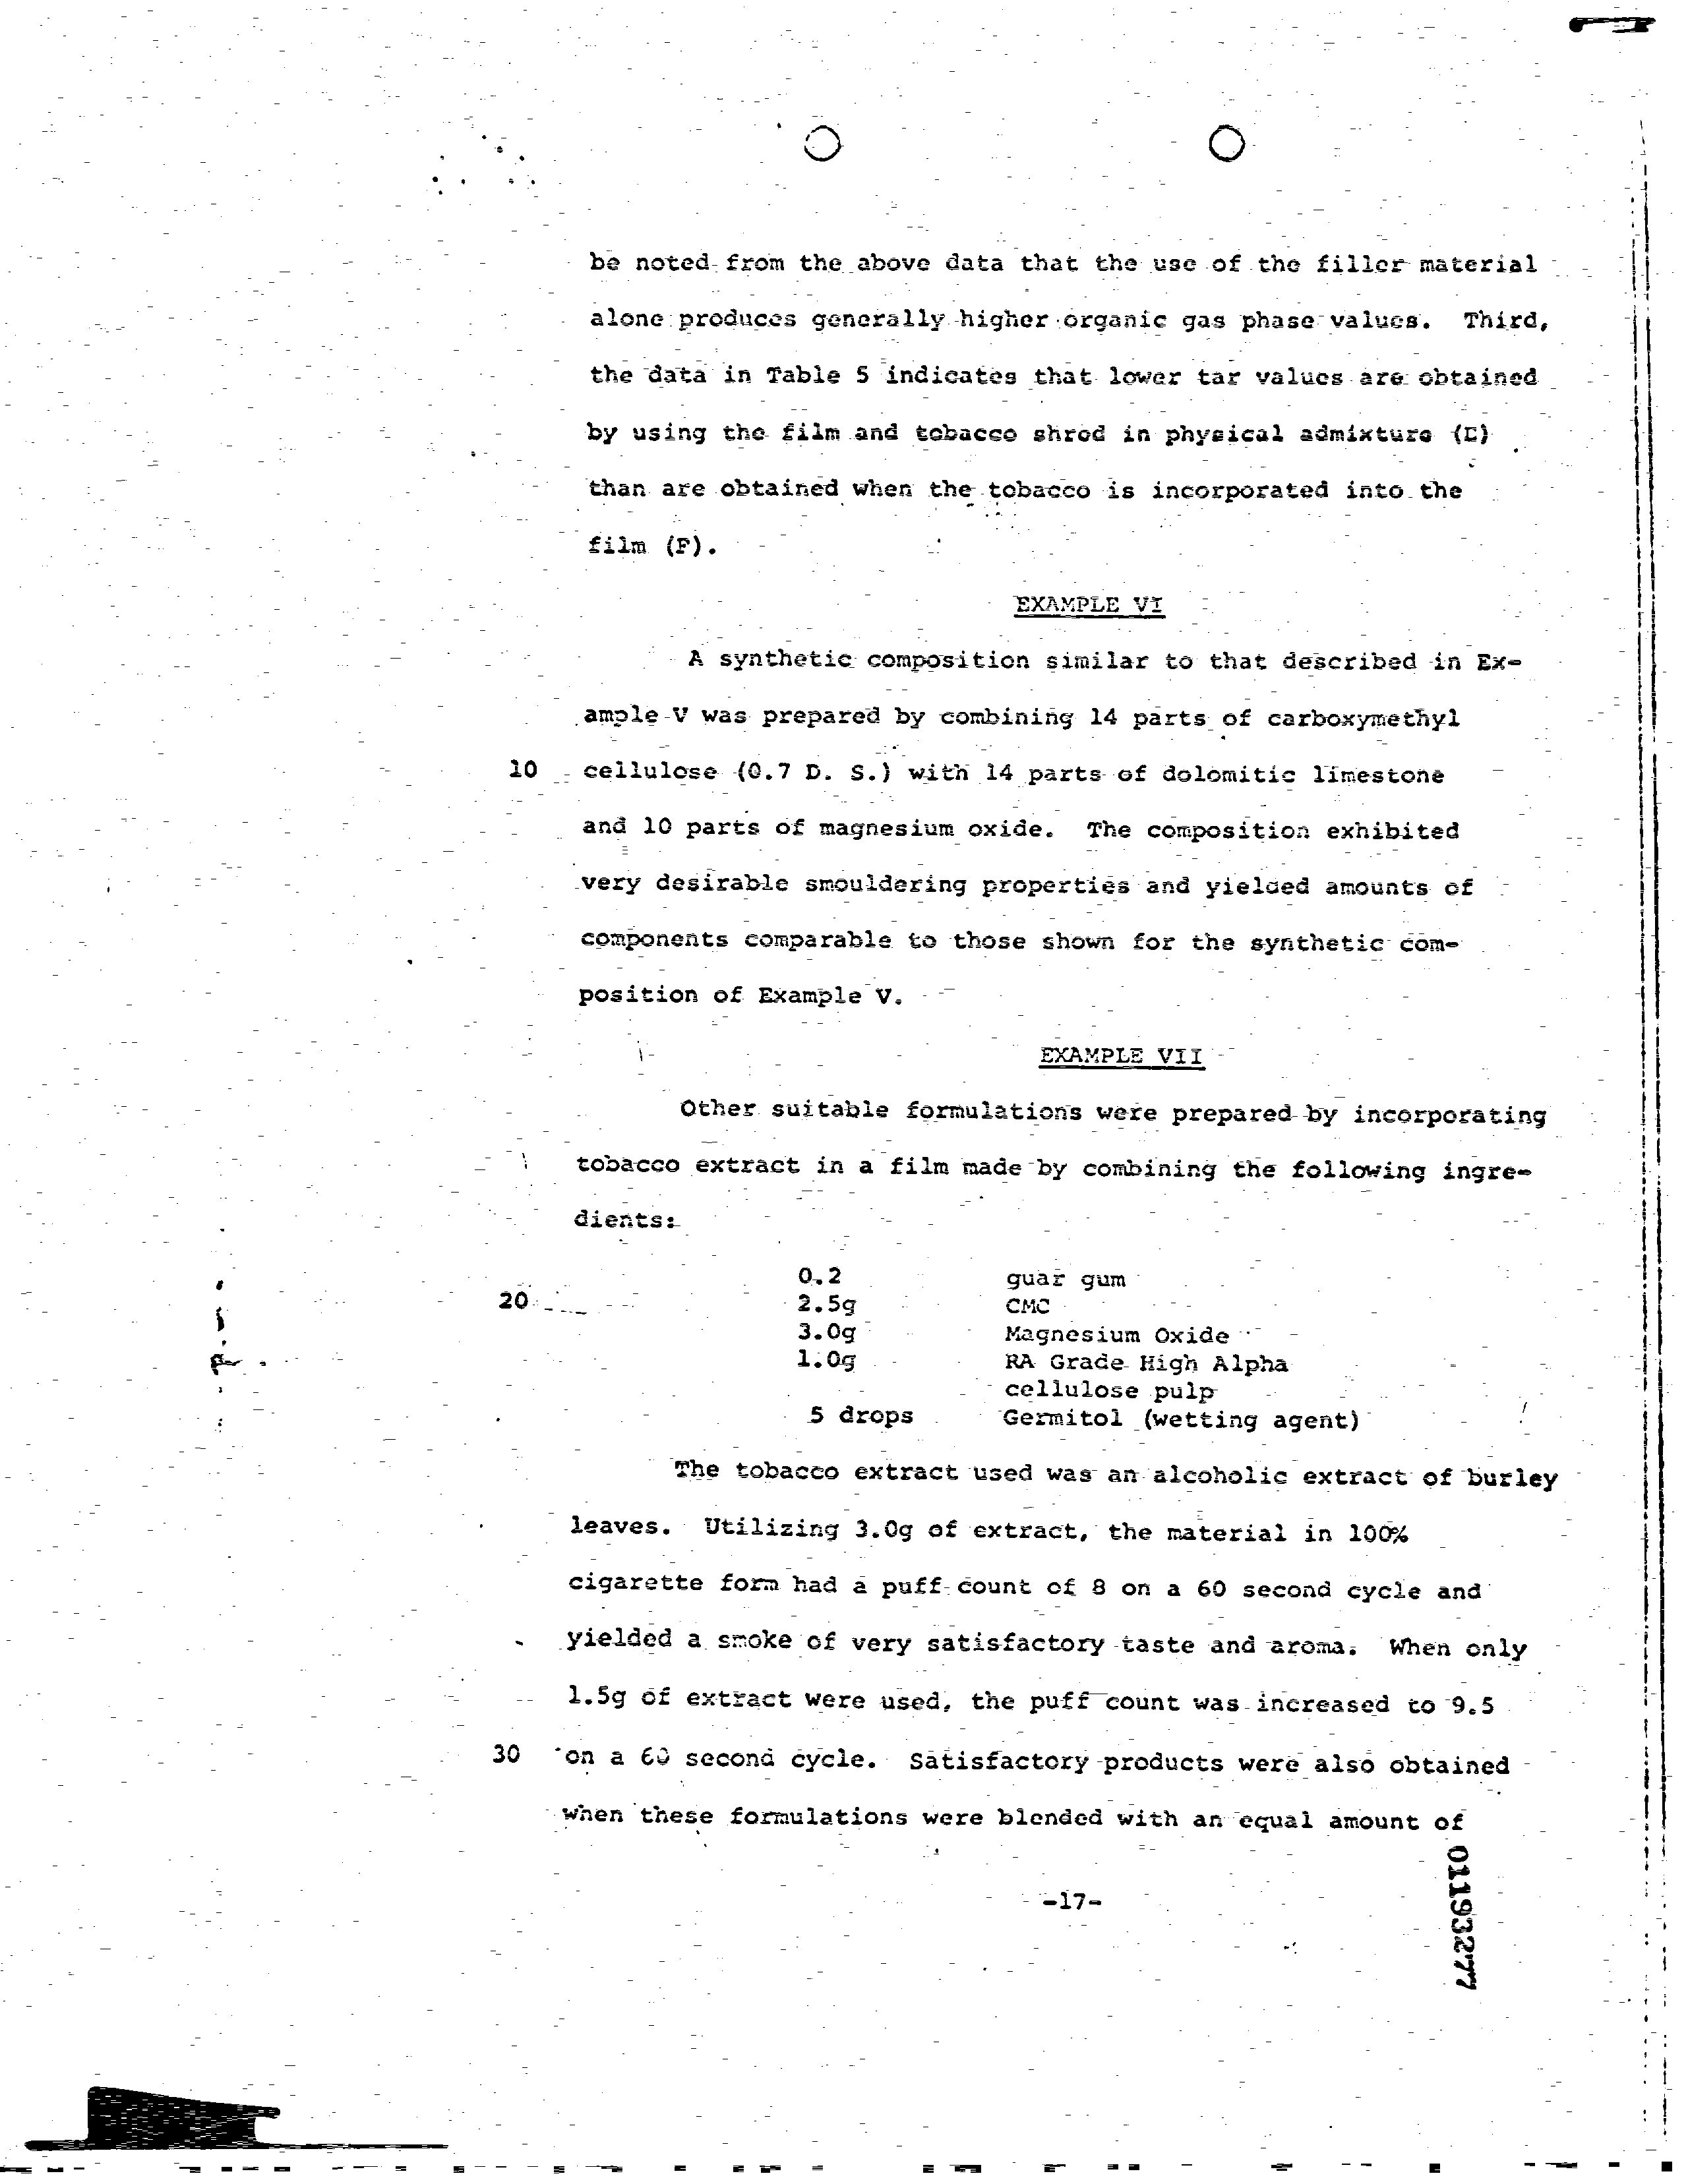 be noted from the above data that the use of the filler material
alone produces generally higher organic gas phase values. Third,
the data in Table 5 indicates that lower tar values are obtained
by using the film and tobacco shred in physical admixture (E)
than are obtained when the tobacco is incorporated into the
film (F).
EXAMPLE VI
A synthetic composition similar to that described in Ex-
ample V was prepared by combining 14 parts of carboxymethyl
10 cellulose (0.7 D. S.) with 14 parts of dolomitic limestone
and 10 parts of magnesium oxide. The composition exhibited
very desirable smouldering properties and yielded amounts of
components comparable to those shown for the synthetic com-
position of Example V.
EXAMPLE VII
Other suitable formulations were prepared by incorporating
tobacco extract in a film made by combining the following ingre-
dients:
0.2 guar gum
20 2.5g CMC
3.0g Magnesium Oxide
1.0g RA Grade High Alpha
cellulose pulp
5 drops Germitol (wetting agent)
The tobacco extract used was an alcoholic extract of burley
leaves. Utilizing 3.0g of extract, the material in 100%
cigarette form had a puff count of 8 on a 60 second cycle and
yielded a smoke of very satisfactory taste and aroma. When only
1.5g of extract were used, the puff count was increased to 9.5
30 on a 60 second cycle. Satisfactory products were also obtained
when these formulations were blended with an equal amount of
-17-
01193277